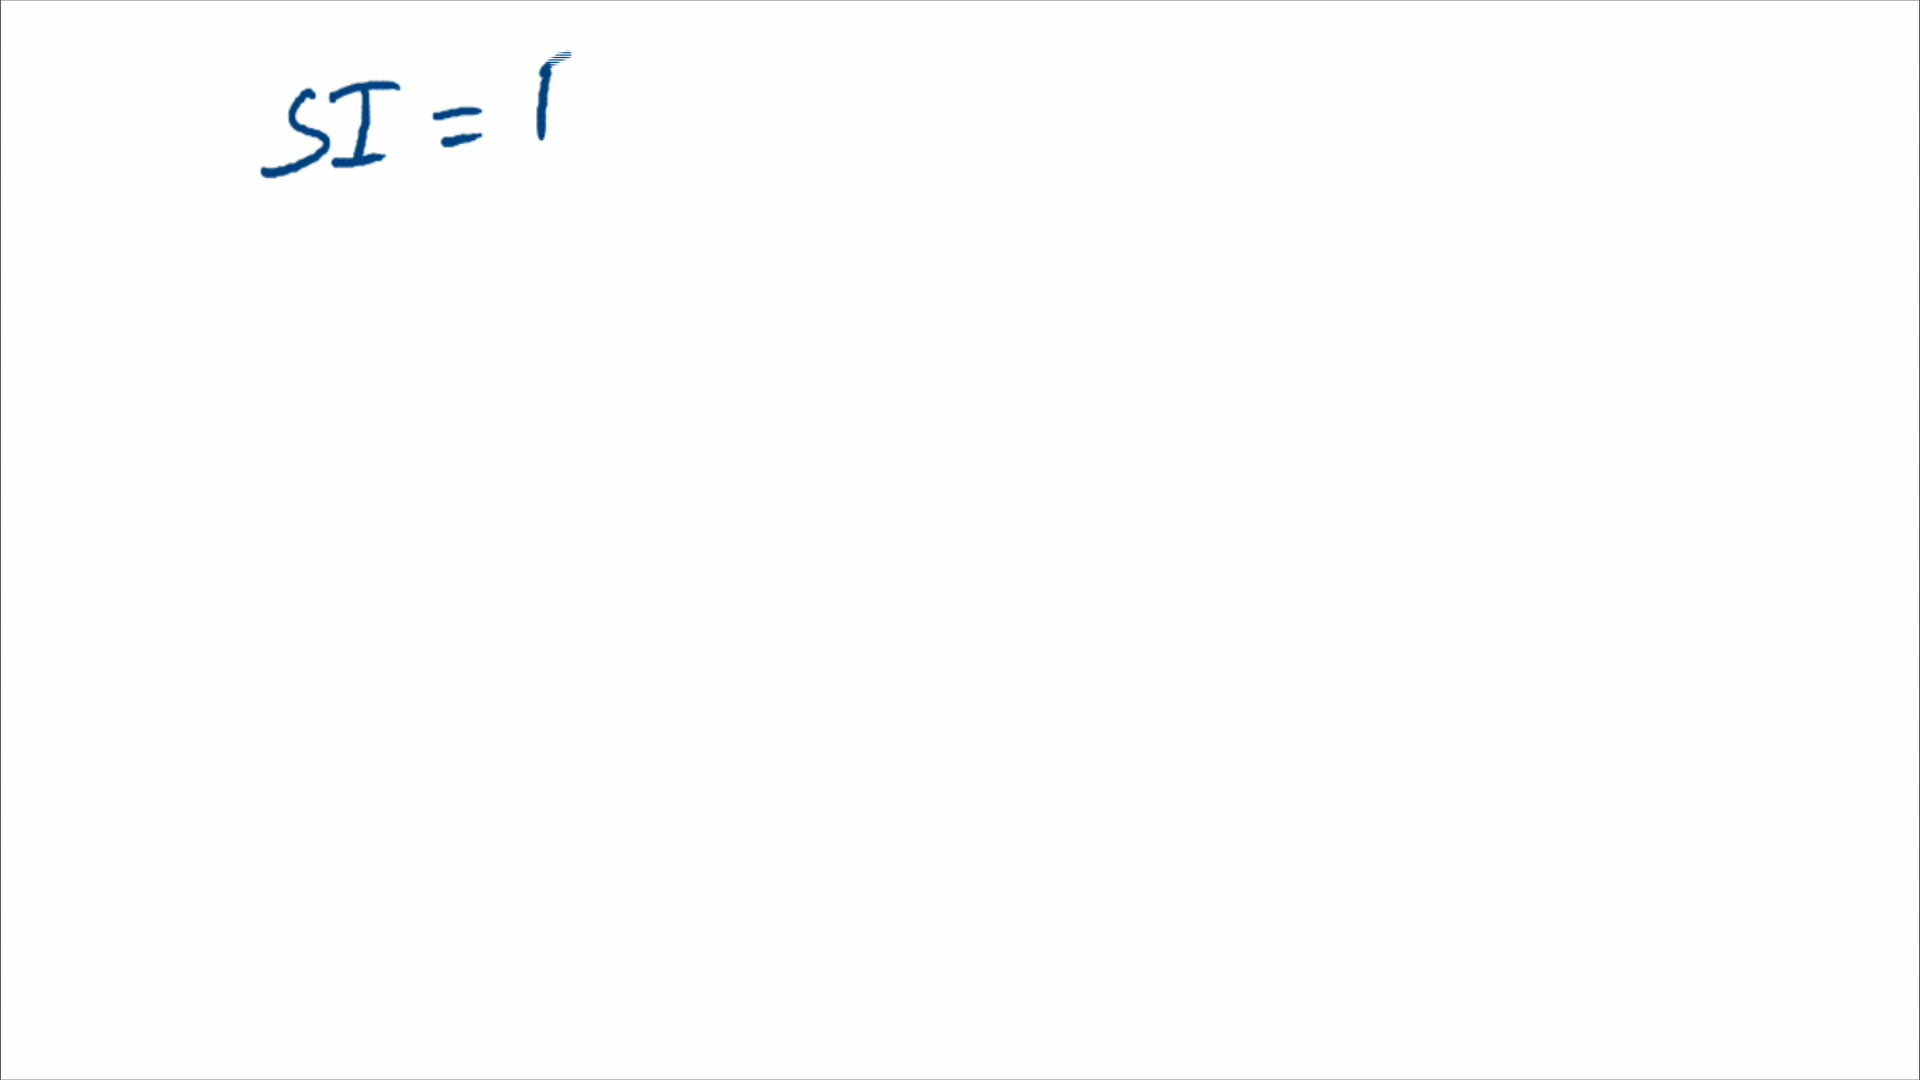 SI =